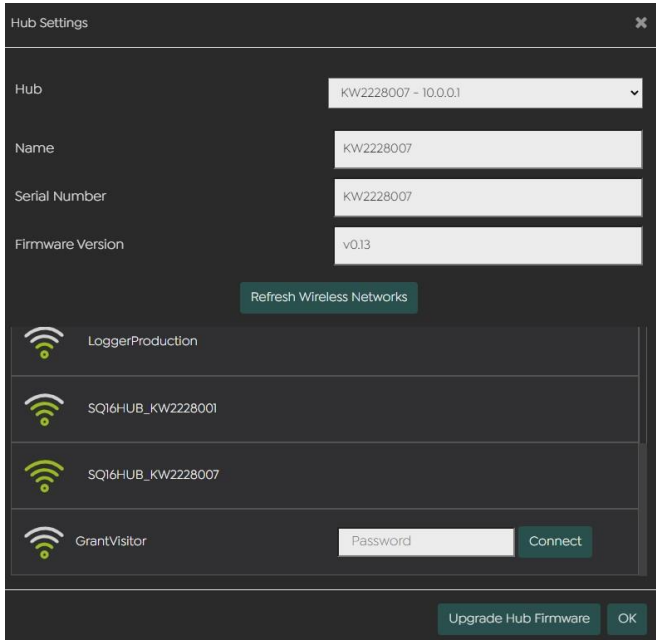 Hub Settings
Hub
KW2228007 - 10.0.0.1
Name
KW2228007
Serial Number
KW2228007
Firmware Version
v0.13
Refresh Wireless Networks
LoggerProduction
SQ16HUB_KW2228001
SQ16HUB_KW2228007
GrantVisitor
Password
Connect
Upgrade Hub Firmware
OK